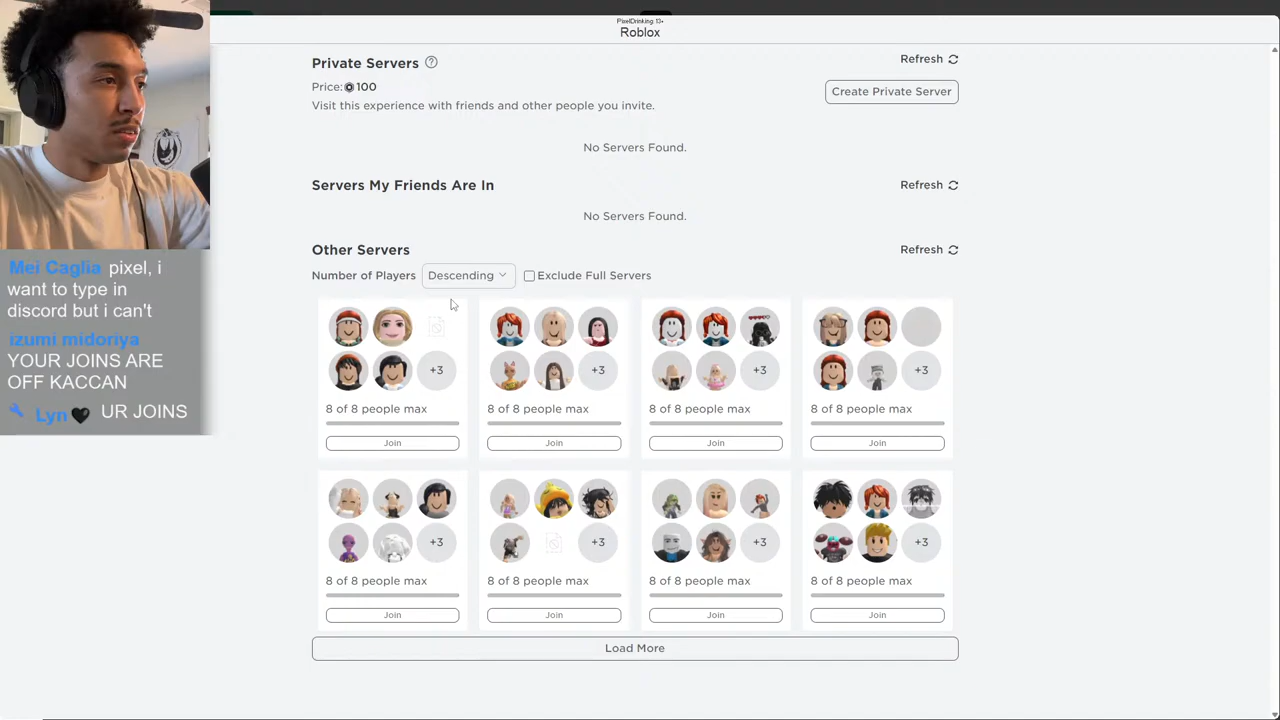 PixelDrinking 13+
Roblox
Private Servers
Refresh
Price: 100
Create Private Server
Visit this experience with friends and other people you invite.
No Servers Found.
Servers My Friends Are In
Refresh
No Servers Found.
Other Servers
Refresh
Number of Players Descending Exclude Full Servers
+3 +3 +3 +3
8 of 8 people max 8 of 8 people max 8 of 8 people max 8 of 8 people max
Join Join Join Join
+3 +3 +3 +3
8 of 8 people max 8 of 8 people max 8 of 8 people max 8 of 8 people max
Join Join Join Join
Load More
Mei Caglia pixel, i
want to type in
discord but i can't
izumi midoriya
YOUR JOINS ARE
OFF KACCAN
Lyn🖤 UR JOINS